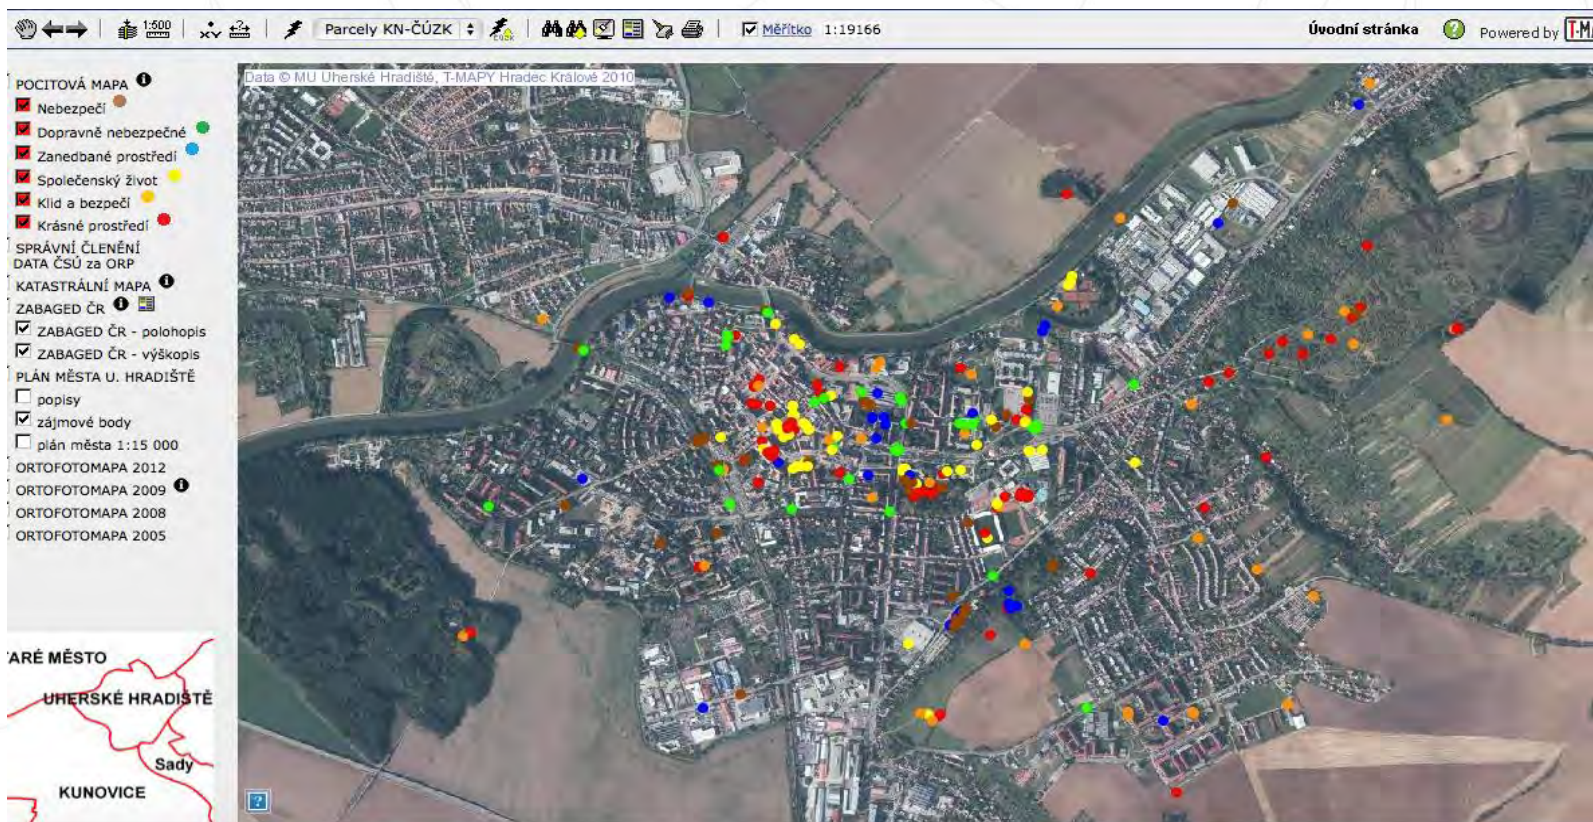 1:500
Parcely KN-ČÚZK
Měřítko 1:19166
Úvodní stránka
Powered by
POCITOVÁ MAPA
Nebezpečí
Dopravně nebezpečné
Zanedbané prostředí
Společenský život
Klid a bezpečí
Krásné prostředí
SPRÁVNÍ ČLENĚNÍ
DATA ČSÚ za ORP
KATASTRÁLNÍ MAPA
ZABAGED ČR
ZABAGED ČR - polohopis
ZABAGED ČR - výškopis
PLÁN MĚSTA U. HRADIŠTĚ
popisy
zájmové body
plán města 1:15 000
ORTOFOTOMAPA 2012
ORTOFOTOMAPA 2009
ORTOFOTOMAPA 2008
ORTOFOTOMAPA 2005
Data © MU Uherské Hradiště, T-MAPY Hradec Králové 2010
ARÉ MĚSTO
UHERSKÉ HRADIŠTĚ
Sady
KUNOVICE